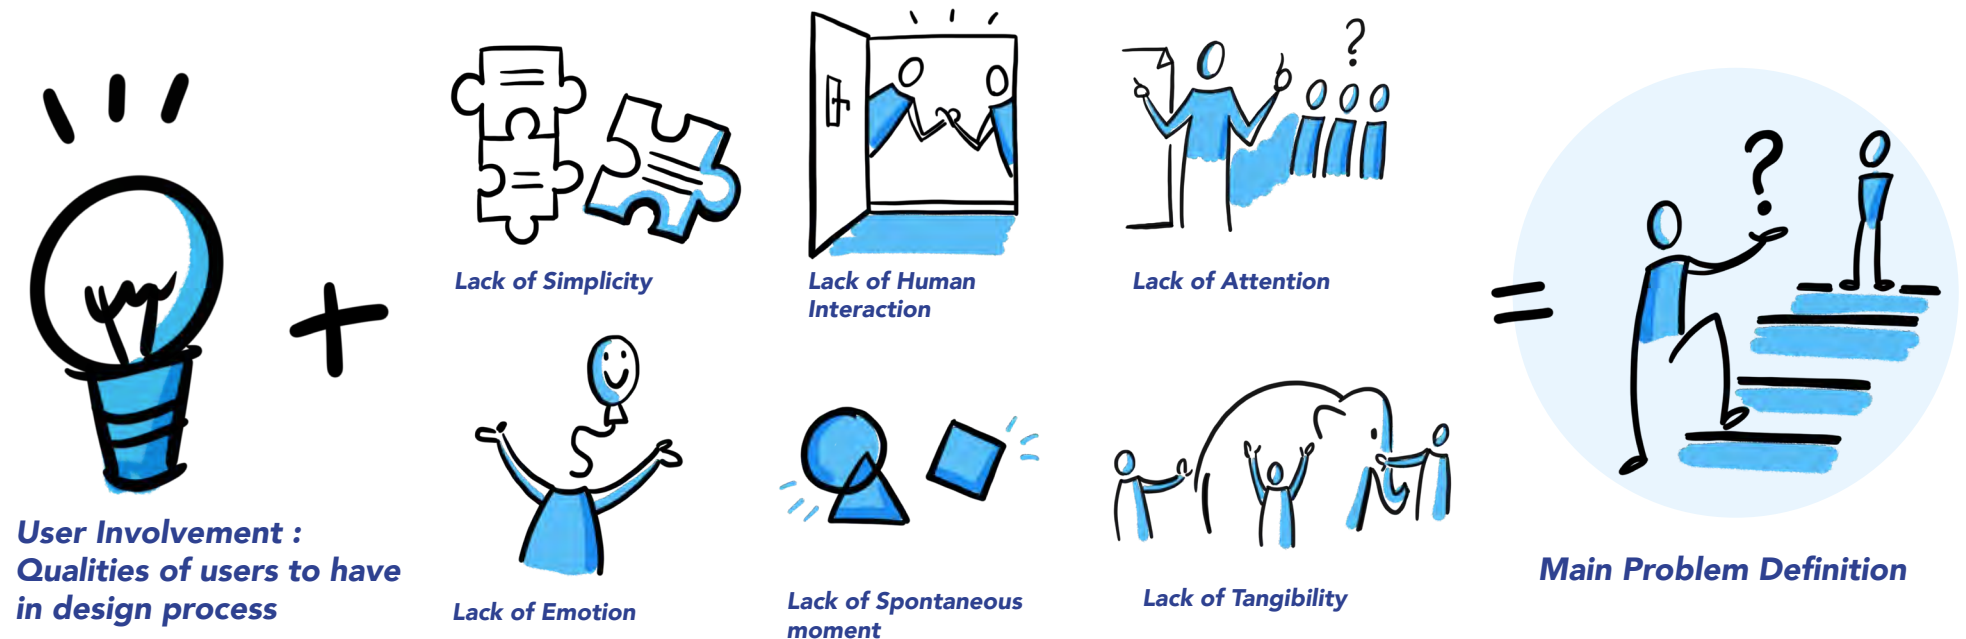 User Involvement :
Qualities of users to have
in design process
+
Lack of Simplicity
Lack of Human
Interaction
?
Lack of Attention
Lack of Emotion
Lack of Spontaneous
moment
Lack of Tangibility
=
?
Main Problem Definition